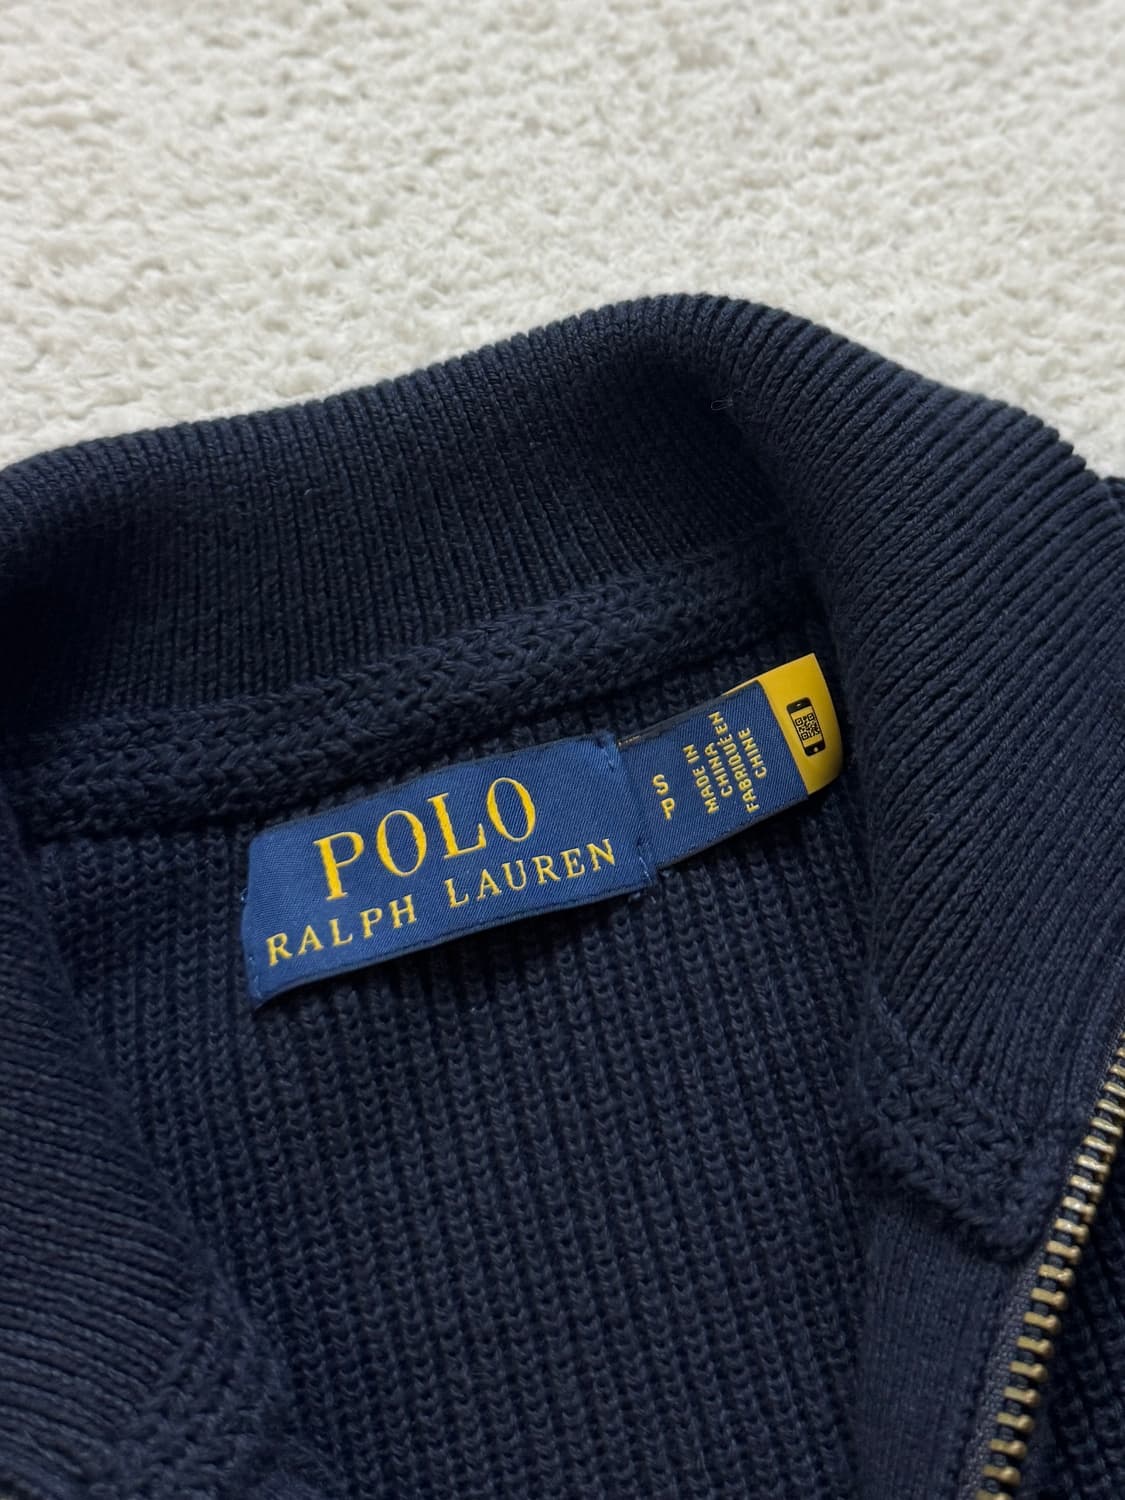 POLO
RALPH LAUREN
S
P
MADE IN
CHINA
FABRIQUE EN
CHINE